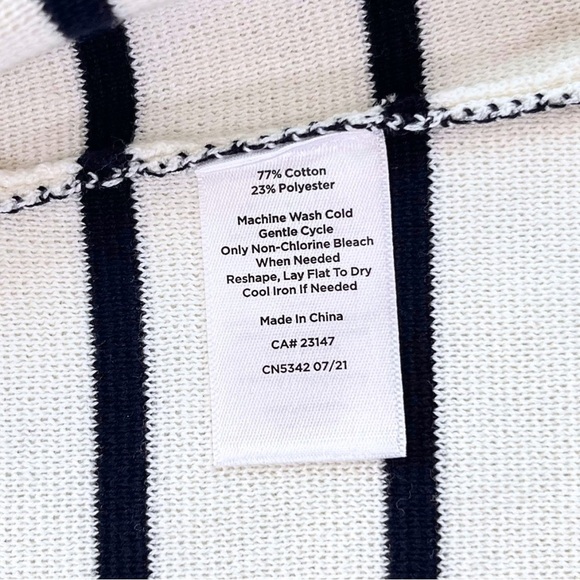 77% Cotton
23% Polyester
Machine Wash Cold
Gentle Cycle
Only Non-Chlorine Bleach
When Needed
Reshape, Lay Flat To Dry
Cool Iron If Needed
Made In China
CA# 23147
CN5342 07/21